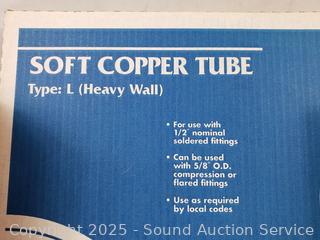 SOFT COPPER TUBE
Type: L (Heavy Wall)
• For use with
1/2" nominal
soldered fittings
• Can be used
with 5/8" O.D.
compression or
flared fittings
• Use as required
by local codes
Copyright 2025 - Sound Auction Service